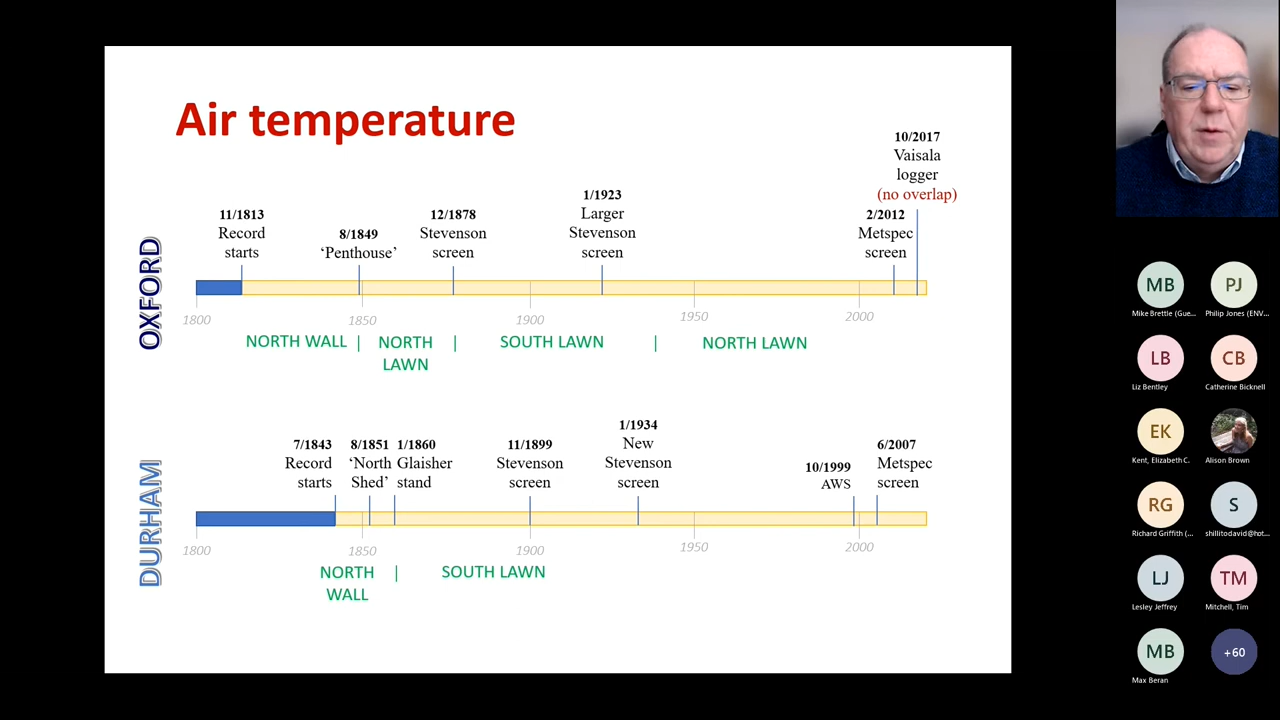 Air temperature
OXFORD
11/1813
Record
starts
8/1849
‘Penthouse’
12/1878
Stevenson
screen
1/1923
Larger
Stevenson
screen
2/2012
Metspec
screen
10/2017
Vaisala
logger
(no overlap)
1800
1850
1900
1950
2000
NORTH WALL |
NORTH
LAWN
|
SOUTH LAWN
|
NORTH LAWN
DURHAM
7/1843
Record
starts
8/1851
‘North
Shed’
1/1860
Glaisher
stand
11/1899
Stevenson
screen
1/1934
New
Stevenson
screen
10/1999
AWS
6/2007
Metspec
screen
1800
1850
1900
1950
2000
NORTH
WALL
|
SOUTH LAWN
MB
Mike Brettle (Gue...
PJ
Philip Jones (ENV...
LB
Liz Bentley
CB
Catherine Bicknell
EK
Kent, Elizabeth C.
Alison Brown
RG
Richard Griffith (...
S
shillitodavid@hot...
LJ
Lesley Jeffrey
TM
Mitchell, Tim
MB
Max Beran
+60